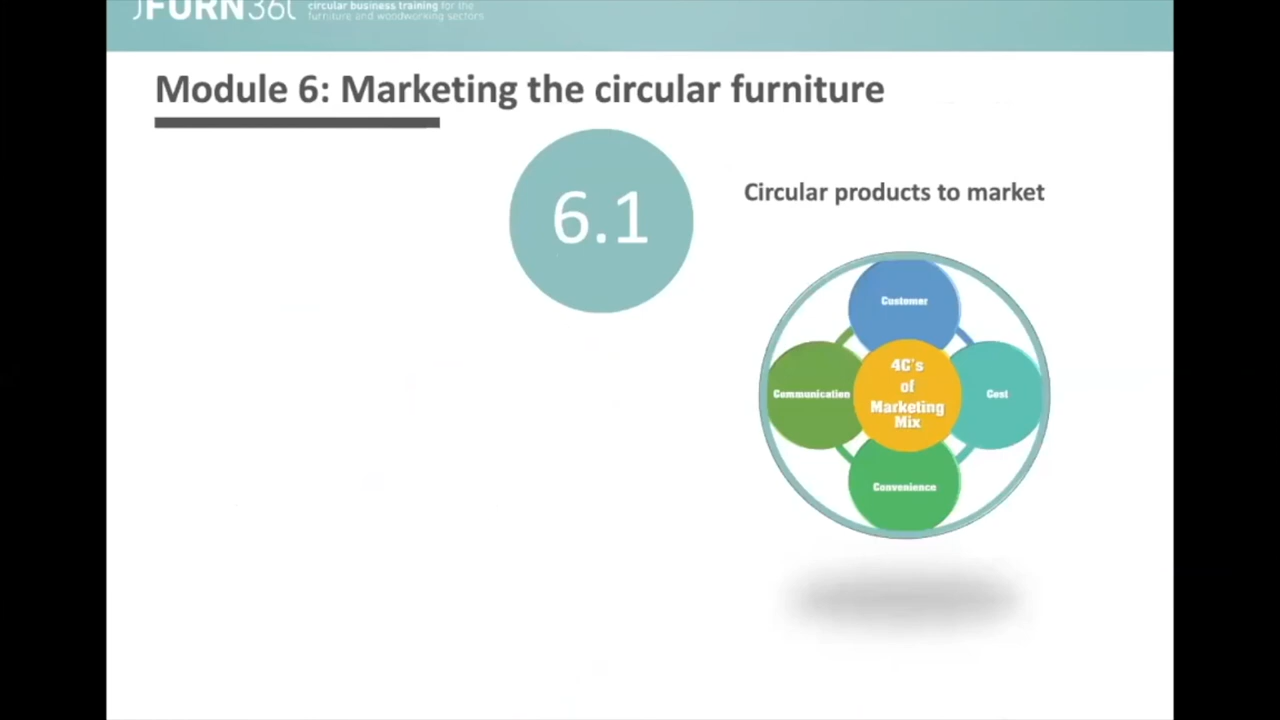 FURN36
circular business training for the
furniture and woodworking sectors
Module 6: Marketing the circular furniture
6.1
Circular products to market
Customer
Communication
4C's
of
Marketing
Mix
Cost
Convenience